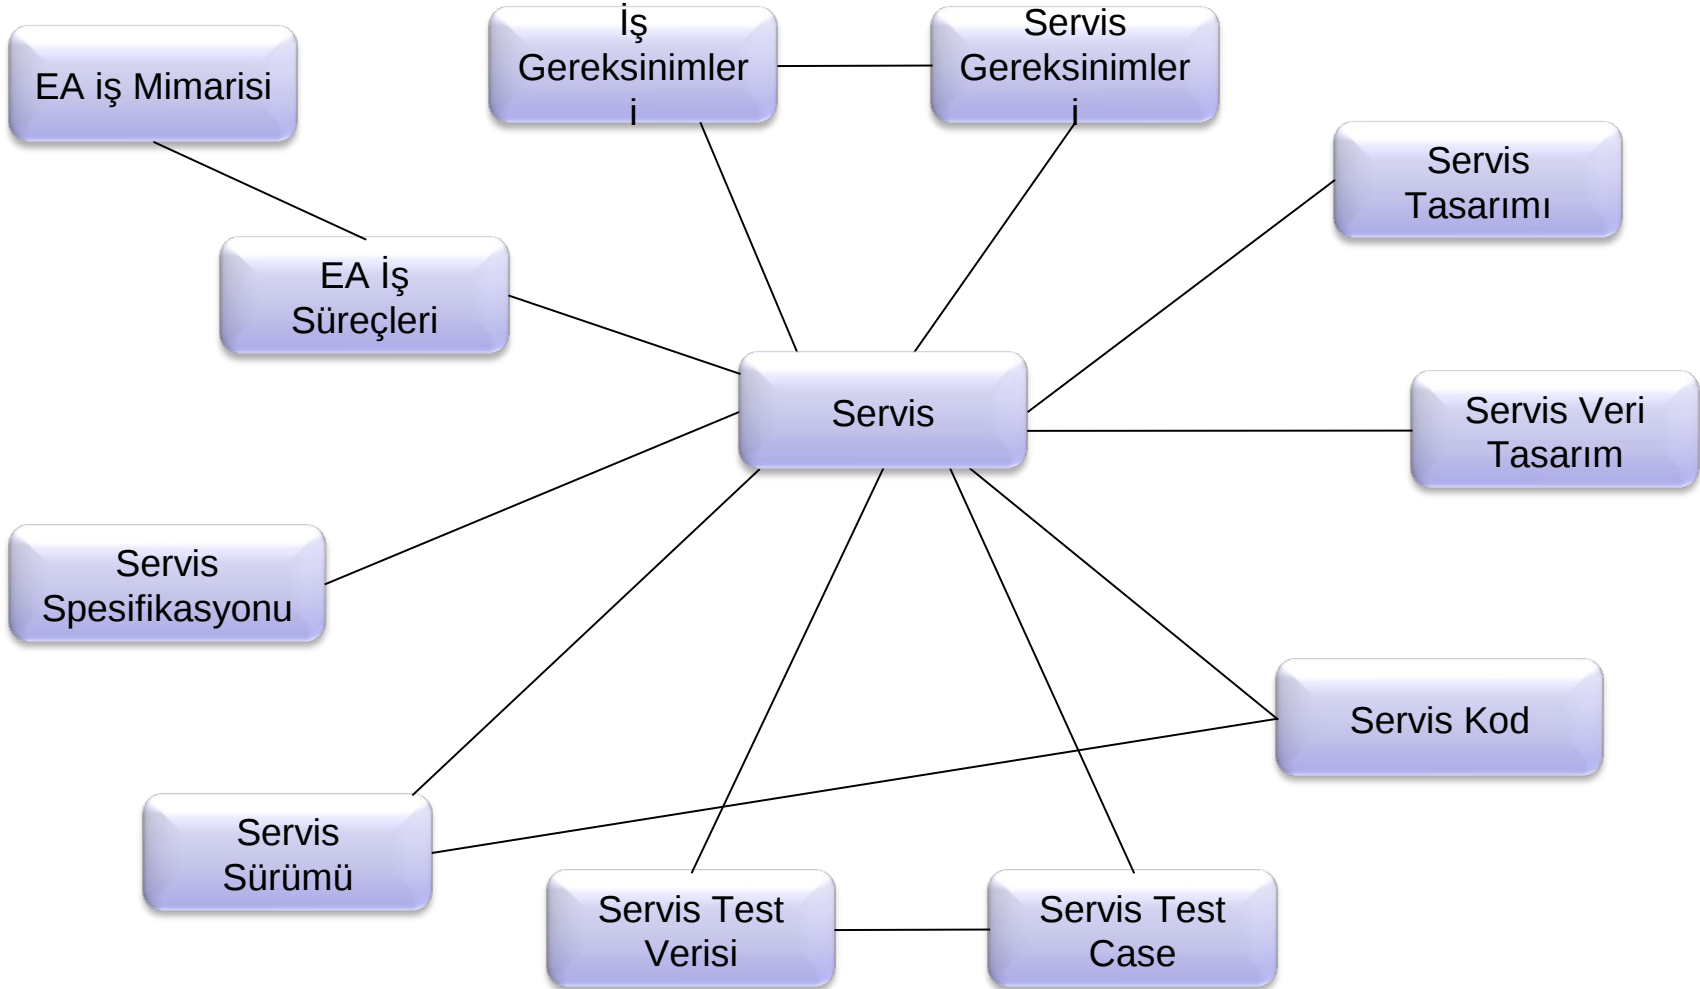 EA iş Mimarisi
İş
Gereksinimler
i
Servis
Gereksinimler
i
Servis
Tasarımı
EA İş
Süreçleri
Servis
Servis Veri
Tasarım
Servis
Spesifikasyonu
Servis Kod
Servis
Sürümü
Servis Test
Verisi
Servis Test
Case